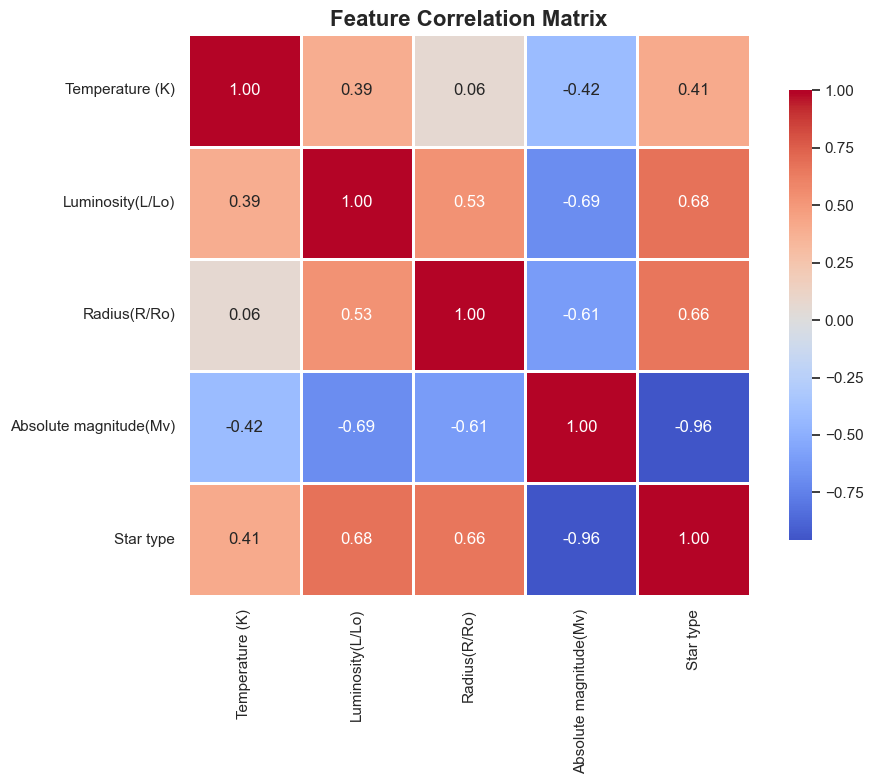 Feature Correlation Matrix
Temperature (K)
1.00 0.39 0.06 -0.42 0.41
Luminosity(L/Lo)
0.39 1.00 0.53 -0.69 0.68
Radius(R/Ro)
0.06 0.53 1.00 -0.61 0.66
Absolute magnitude(Mv)
-0.42 -0.69 -0.61 1.00 -0.96
Star type
0.41 0.68 0.66 -0.96 1.00
Temperature (K)
Luminosity(L/Lo)
Radius(R/Ro)
Absolute magnitude(Mv)
Star type
1.00
0.75
0.50
0.25
0.00
−0.25
−0.50
−0.75